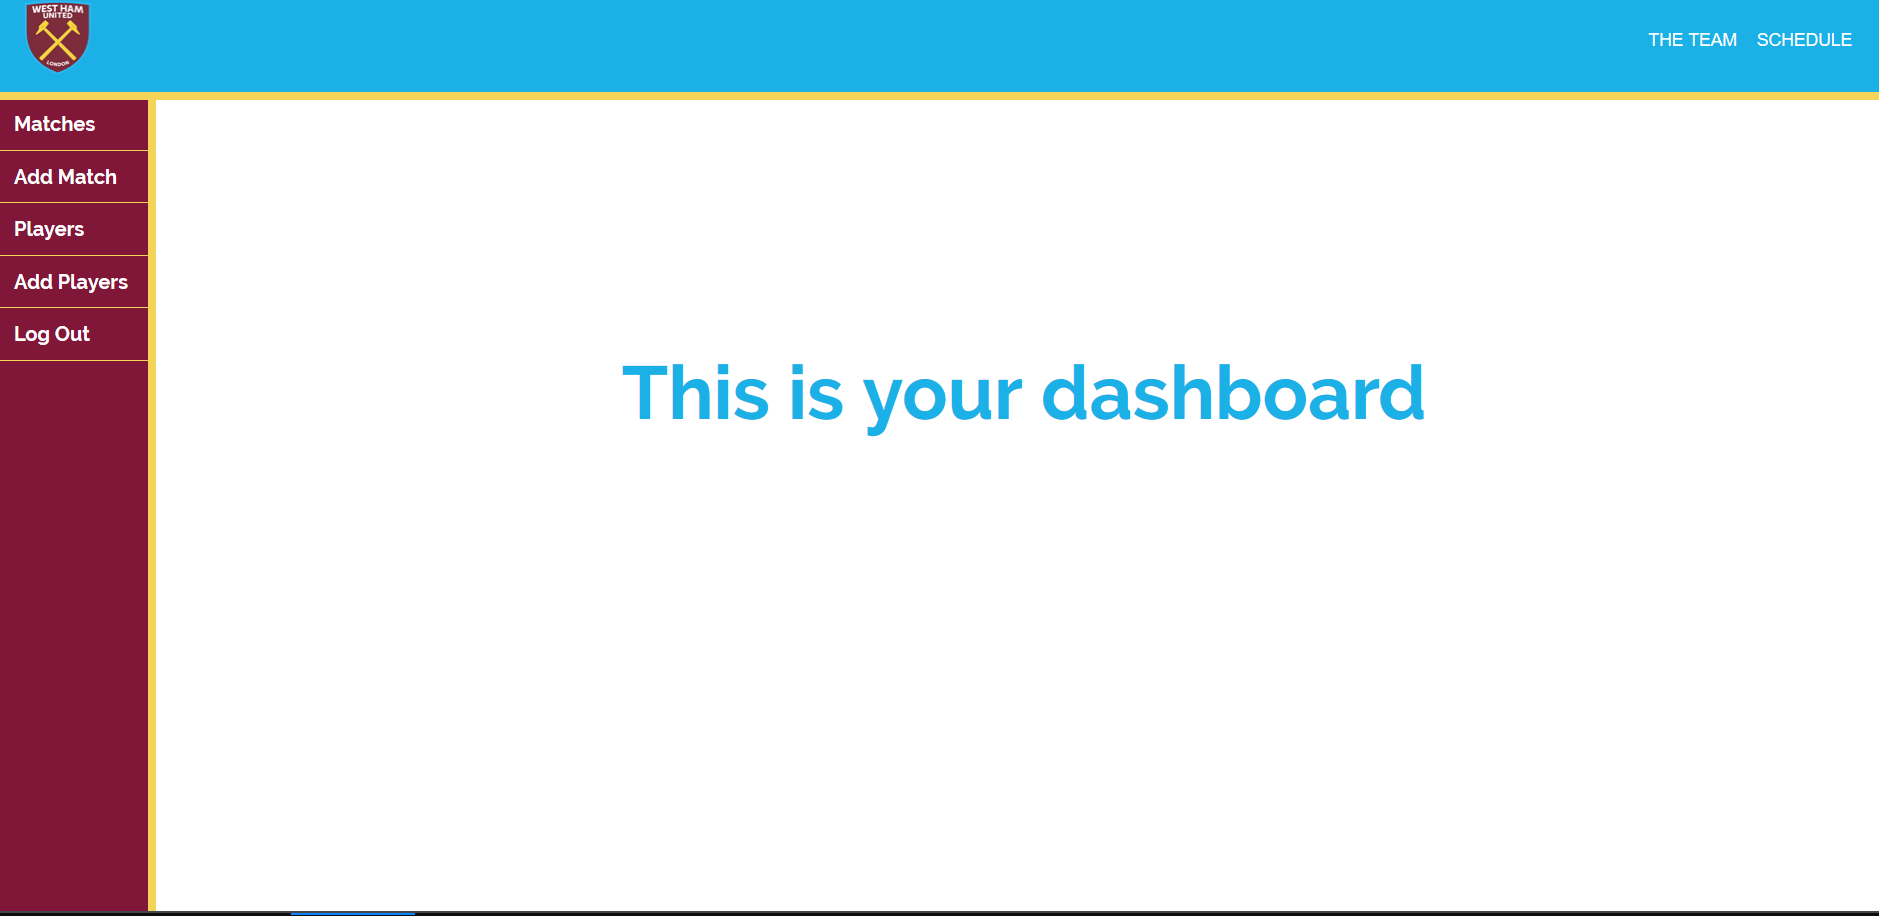 WEST HAM
UNITED
LONDON
THE TEAM SCHEDULE
Matches
Add Match
Players
Add Players
Log Out
This is your dashboard